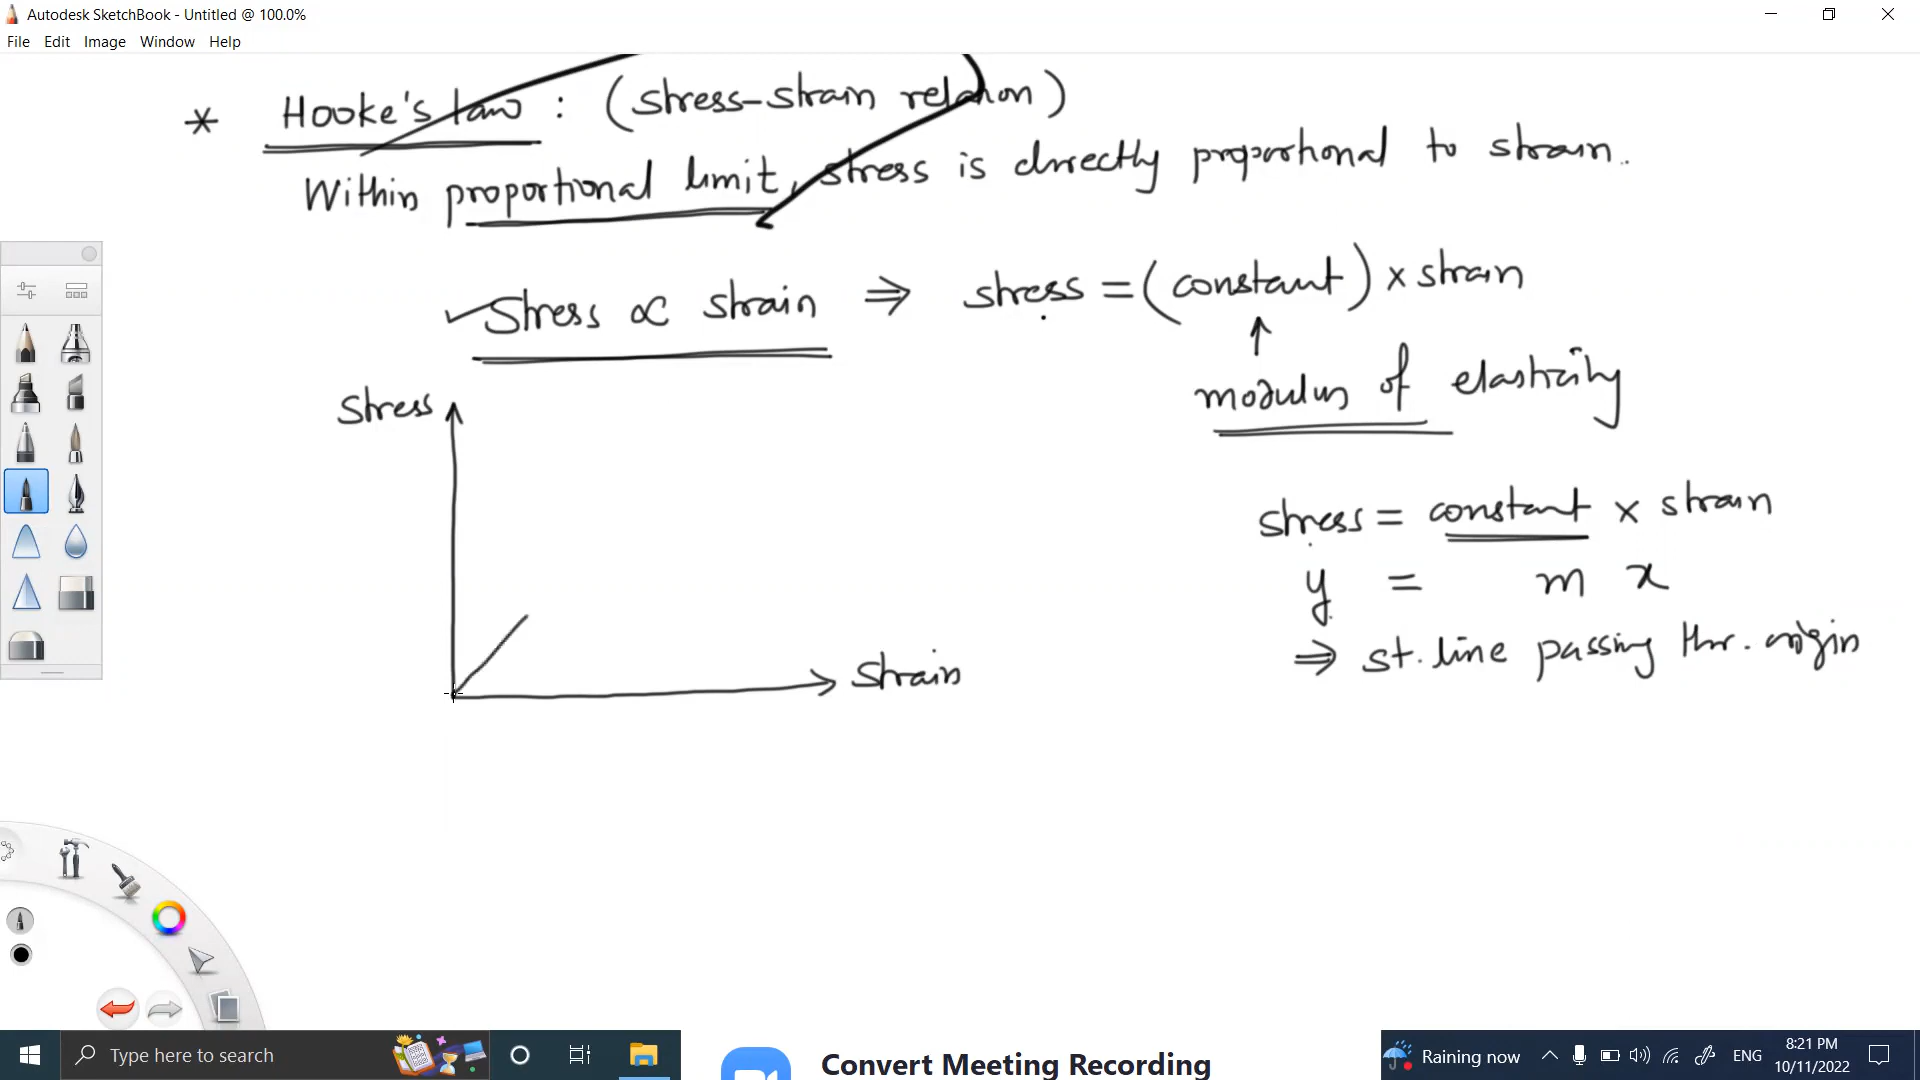 Autodesk SketchBook - Untitled @ 100.0%
File Edit Image Window Help
* Hooke's law : (stress-strain relation)
Within proportional limit, stress is directly proportional to strain.
Stress ∝ strain ⇒ stress = (constant) × strain
↑
modulus of elasticity
Stress
stress = constant × strain
y = m x
⇒ st. line passing thr. origin
Strain
Type here to search
Convert Meeting Recording
Raining now
ENG
8:21 PM
10/11/2022